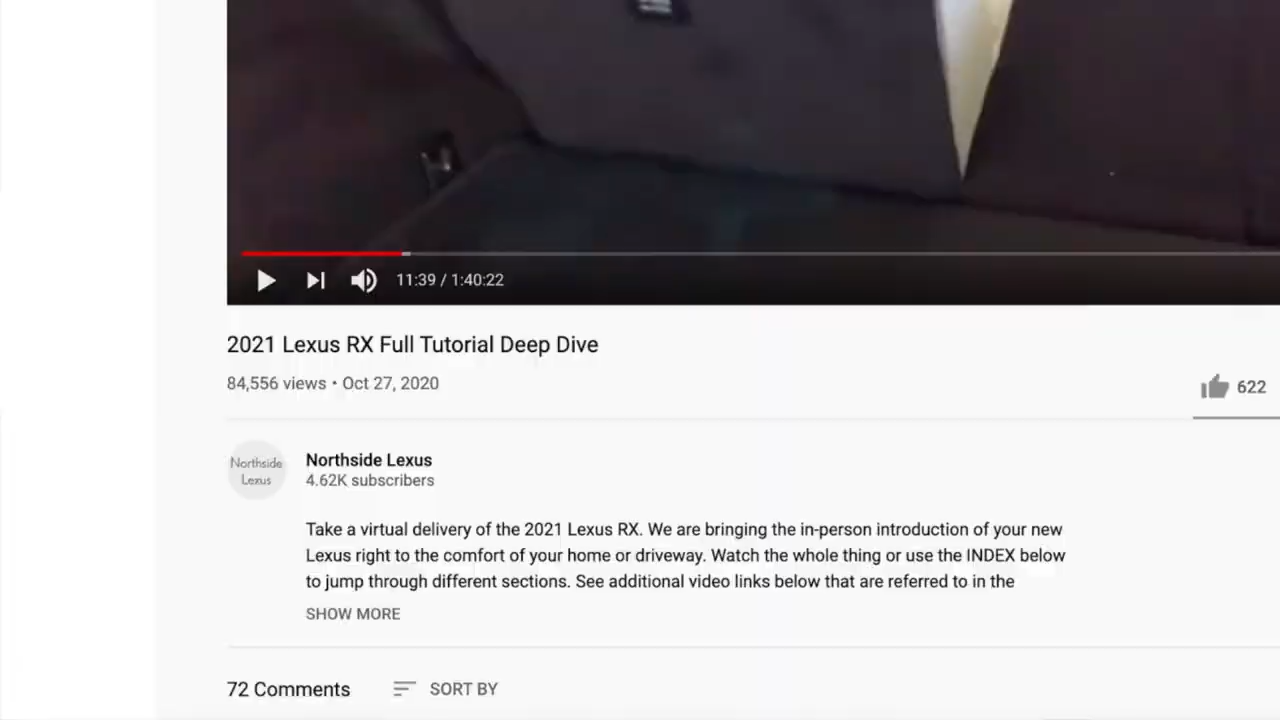 11:39 / 1:40:22
2021 Lexus RX Full Tutorial Deep Dive
84,556 views • Oct 27, 2020
622
Northside
Lexus
Northside Lexus
4.62K subscribers
Take a virtual delivery of the 2021 Lexus RX. We are bringing the in-person introduction of your new
Lexus right to the comfort of your home or driveway. Watch the whole thing or use the INDEX below
to jump through different sections. See additional video links below that are referred to in the
SHOW MORE
72 Comments
SORT BY